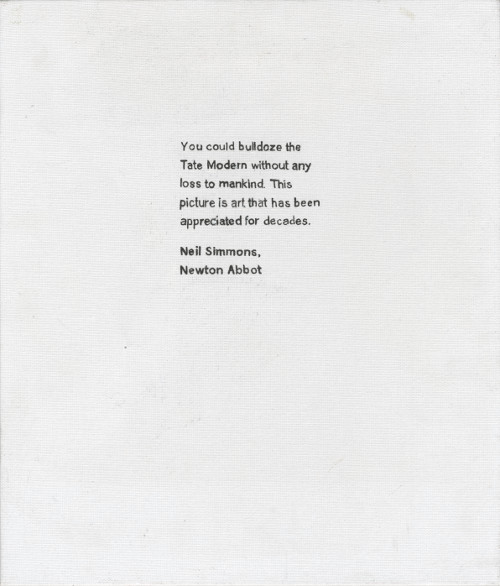 You could bulldoze the
Tate Modern without any
loss to mankind. This
picture is art that has been
appreciated for decades.
Neil Simmons,
Newton Abbot